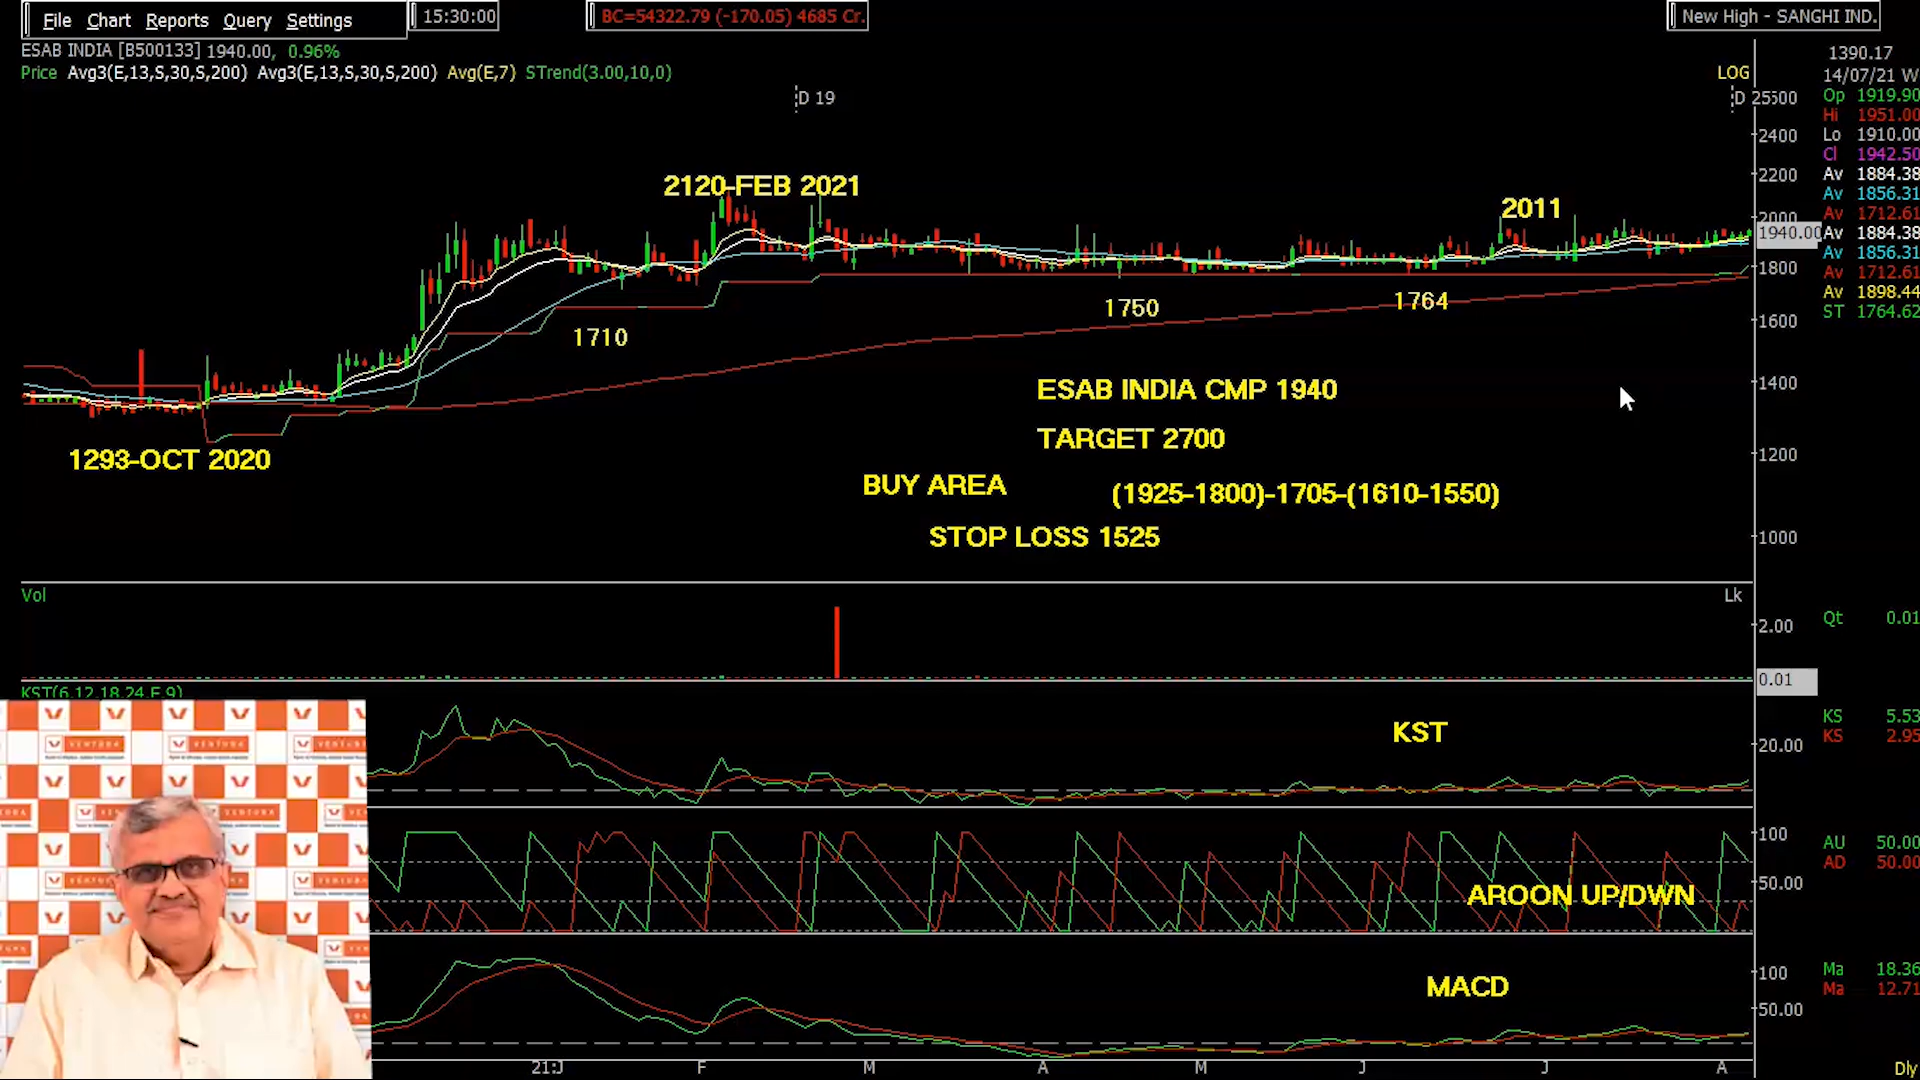 File Chart Reports Query Settings
15:30:00
BC=54322.79 (-170.05) 4685 Cr.
New High - SANGHI IND.
ESAB INDIA [B500133] 1940.00, 0.96%
Price Avg3(E,13,S,30,S,200) Avg3(E,13,S,30,S,200) Avg(E,7) STrend(3.00,10,0)
LOG
D 19
D 25500
2400
2200
2000
1940.00
1800
1600
1400
1200
1000
1390.17
14/07/21 W
Op 1919.90
Hi 1951.00
Lo 1910.00
Cl 1942.50
Av 1884.38
Av 1856.31
Av 1712.61
Av 1884.38
Av 1856.31
Av 1712.61
Av 1898.44
ST 1764.62
2120-FEB 2021
2011
1710
1750
1764
1293-OCT 2020
ESAB INDIA CMP 1940
TARGET 2700
BUY AREA (1925-1800)-1705-(1610-1550)
STOP LOSS 1525
Vol
Lk
2.00
0.01
Qt 0.01
KST(6,12,18,24,E,9)
KST
20.00
KS 5.53
KS 2.95
AROON UP/DWN
100
50.00
AU 50.00
AD 50.00
MACD
100
50.00
Ma 18.36
Ma 12.71
VENTURA
21:J F M A M J J A
Dly